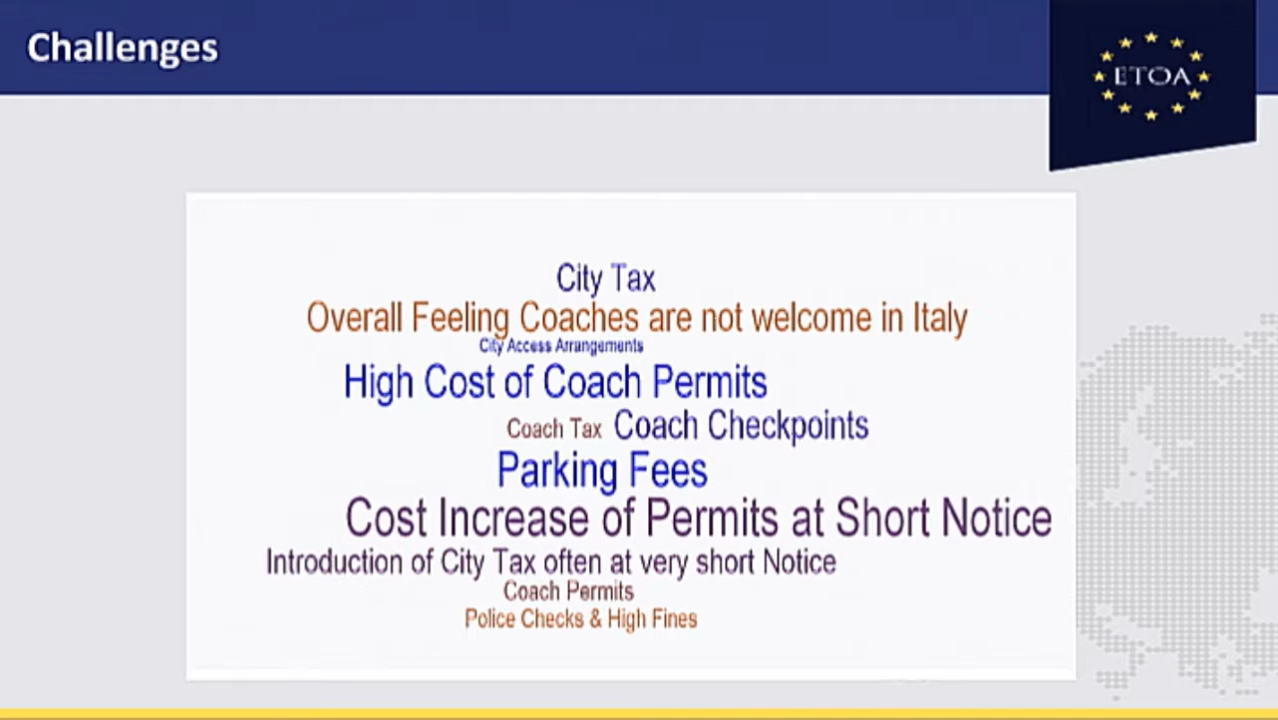 Challenges
ETOA
City Tax
Overall Feeling Coaches are not welcome in Italy
City Access Arrangements
High Cost of Coach Permits
Coach Tax Coach Checkpoints
Parking Fees
Cost Increase of Permits at Short Notice
Introduction of City Tax often at very short Notice
Coach Permits
Police Checks & High Fines